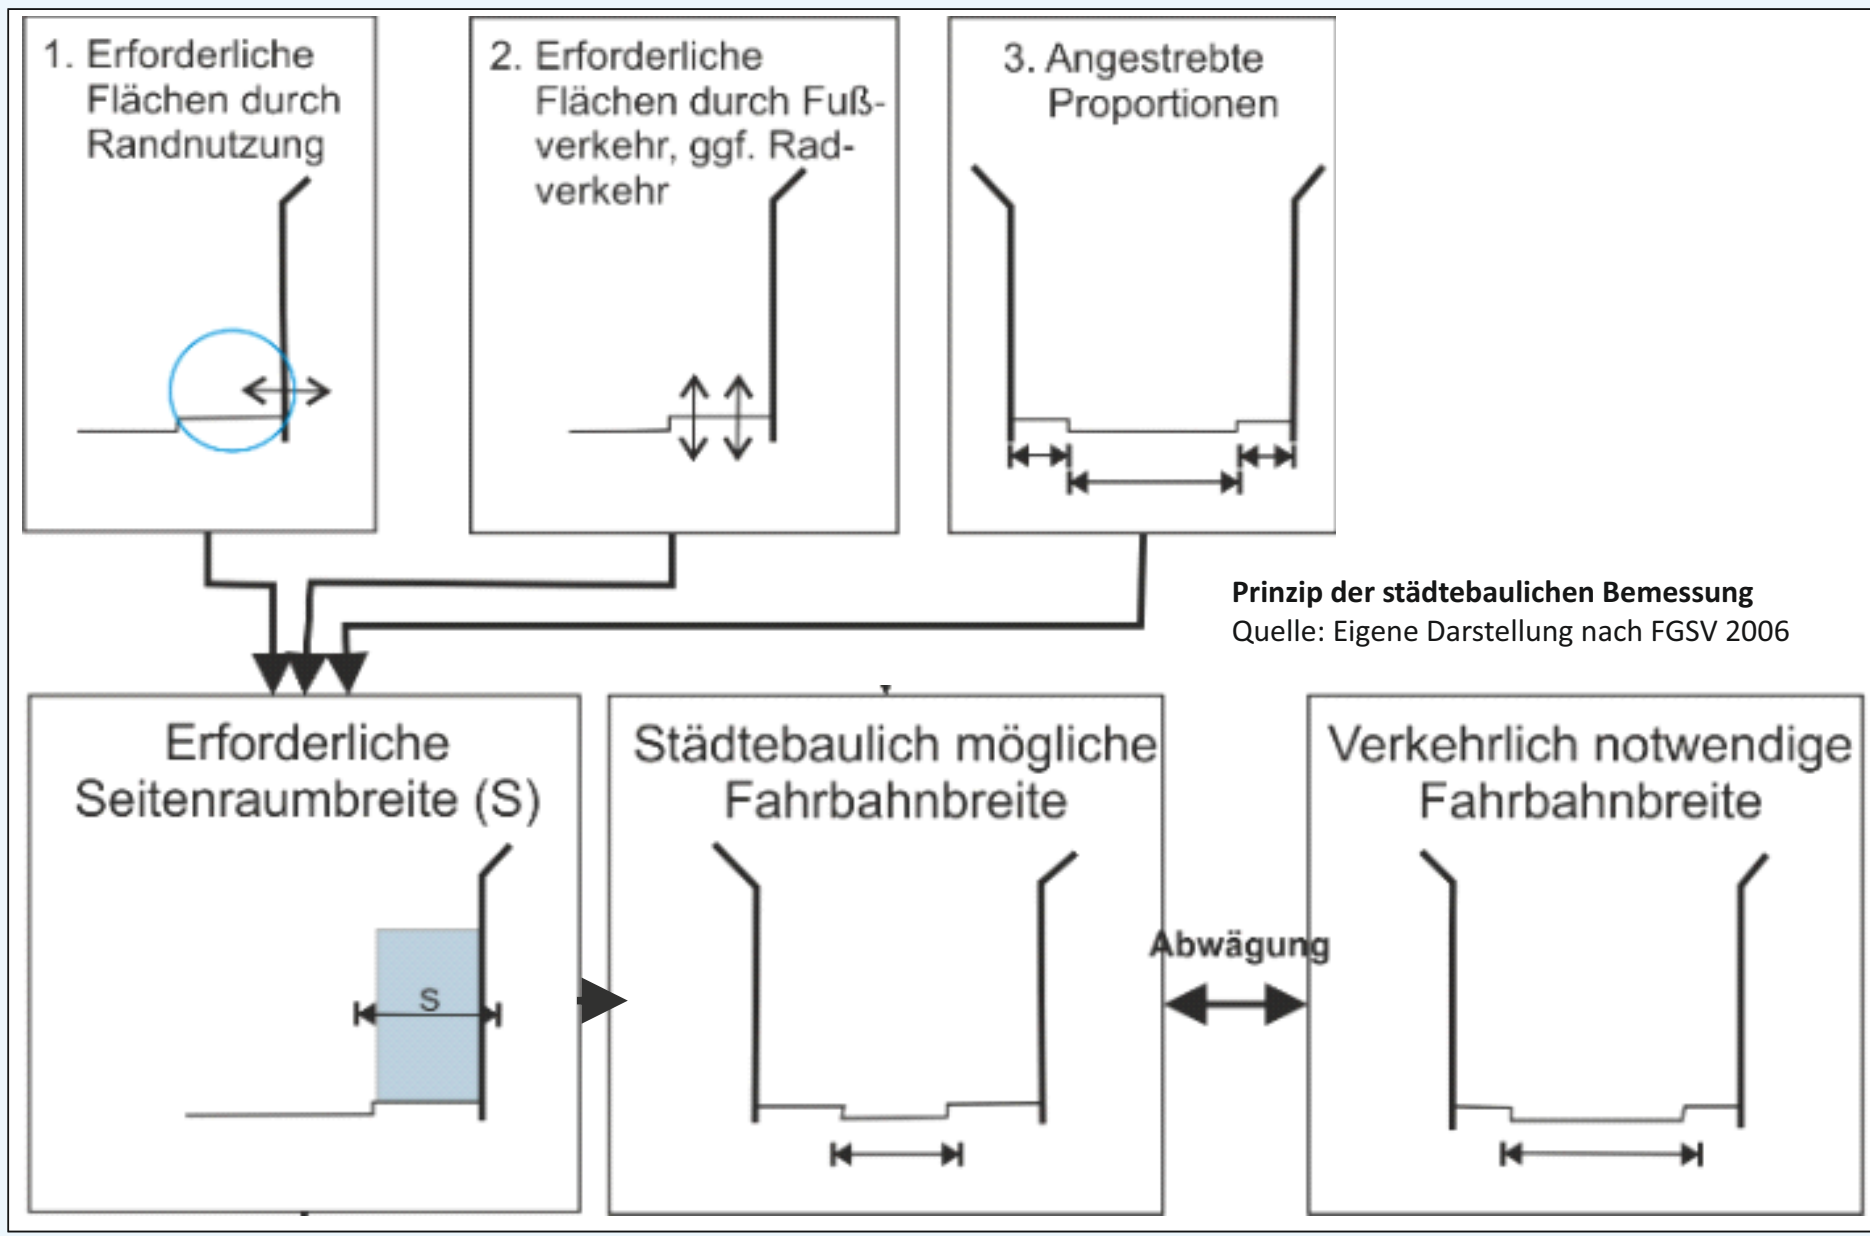 1. Erforderliche
Flächen durch
Randnutzung
2. Erforderliche
Flächen durch Fuß-
verkehr, ggf. Rad-
verkehr
3. Angestrebte
Proportionen
Prinzip der städtebaulichen Bemessung
Quelle: Eigene Darstellung nach FGSV 2006
Erforderliche
Seitenraumbreite (S)
S
Städtebaulich mögliche
Fahrbahnbreite
Abwägung
Verkehrlich notwendige
Fahrbahnbreite